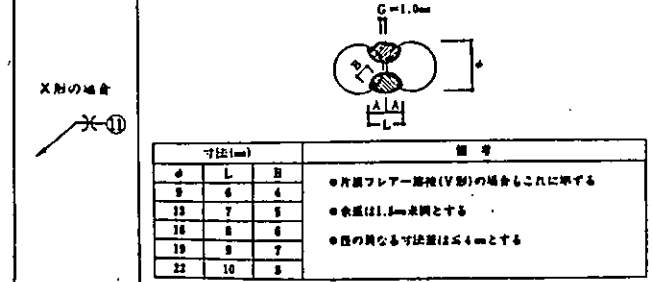 G=1.0mm
X形の場合
B
φ
A A
L
11
寸法(mm) 備考
φ L B
9 6 4
13 7 5
16 8 6
19 9 7
22 10 8
●片面フレアー溶接(V形)の場合もこれに準ずる
●余盛は1.5mm未満とする
●径の異なる寸法差は≦4mmとする